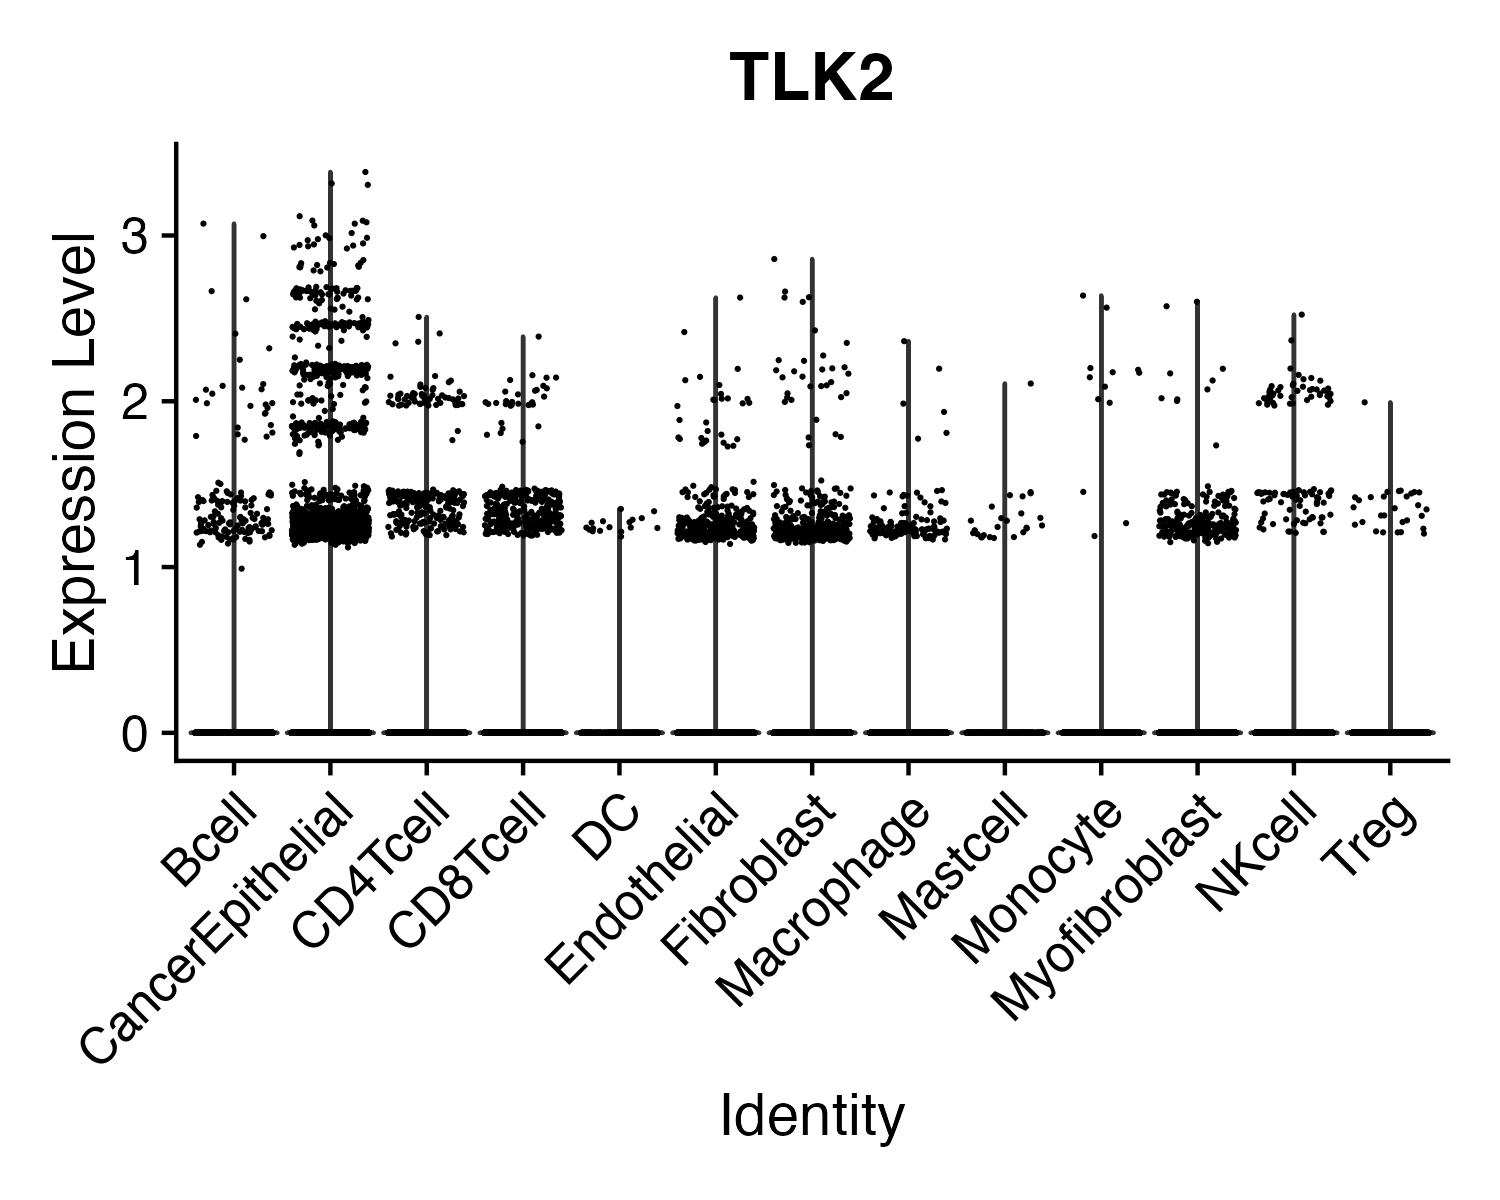 TLK2
Expression Level
3
2
1
0
Bcell
CancerEpithelial
CD4Tcell
CD8Tcell
DC
Endothelial
Fibroblast
Macrophage
Mastcell
Monocyte
Myofibroblast
NKcell
Treg
Identity